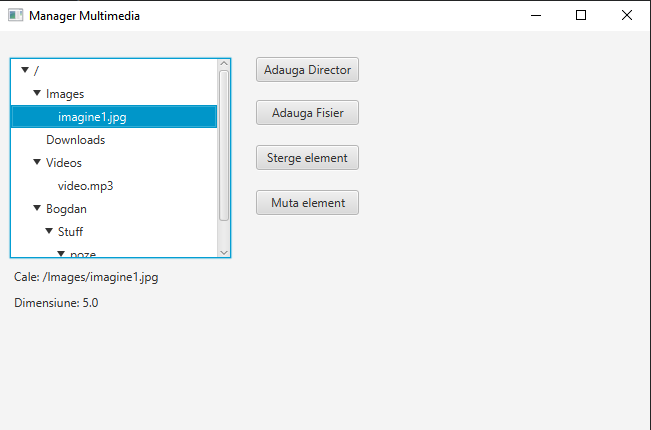 Manager Multimedia
/
Images
imagine1.jpg
Downloads
Videos
video.mp3
Bogdan
Stuff
poze
Cale: /Images/imagine1.jpg
Dimensiune: 5.0
Adauga Director
Adauga Fisier
Sterge element
Muta element